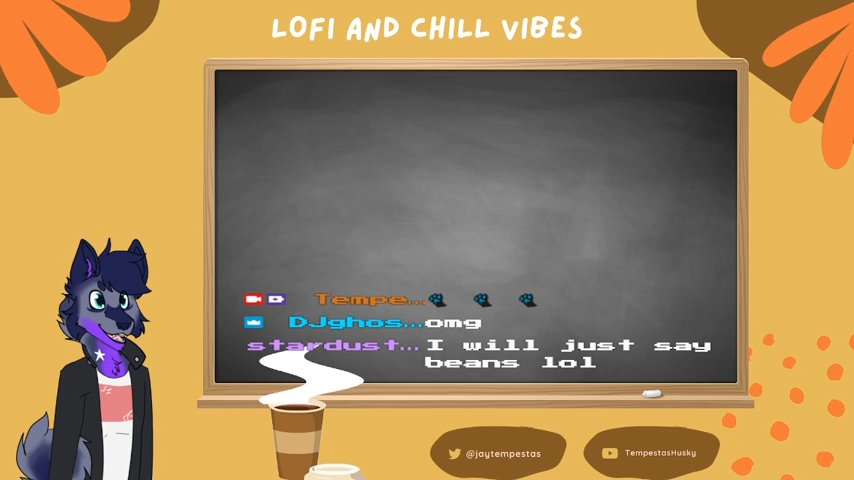 LOFI AND CHILL VIBES
Tempe...
DJghos...omg
stardust...I will just say
beans lol
@jaytempestas
TempestasHusky